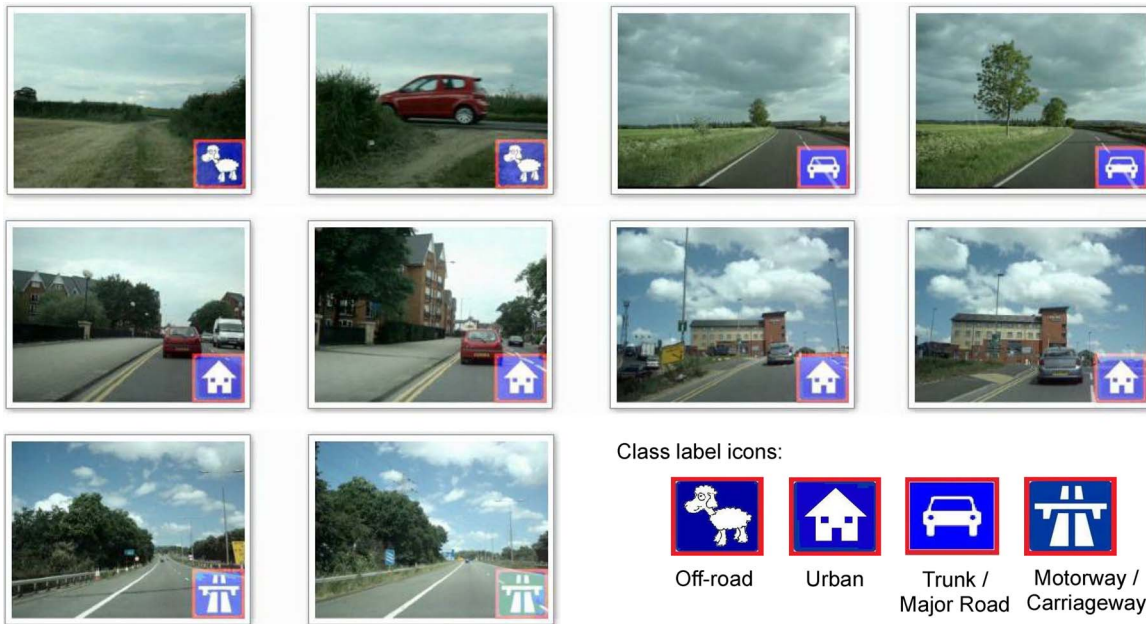 Class label icons:
Off-road
Urban
Trunk /
Major Road
Motorway /
Carriageway